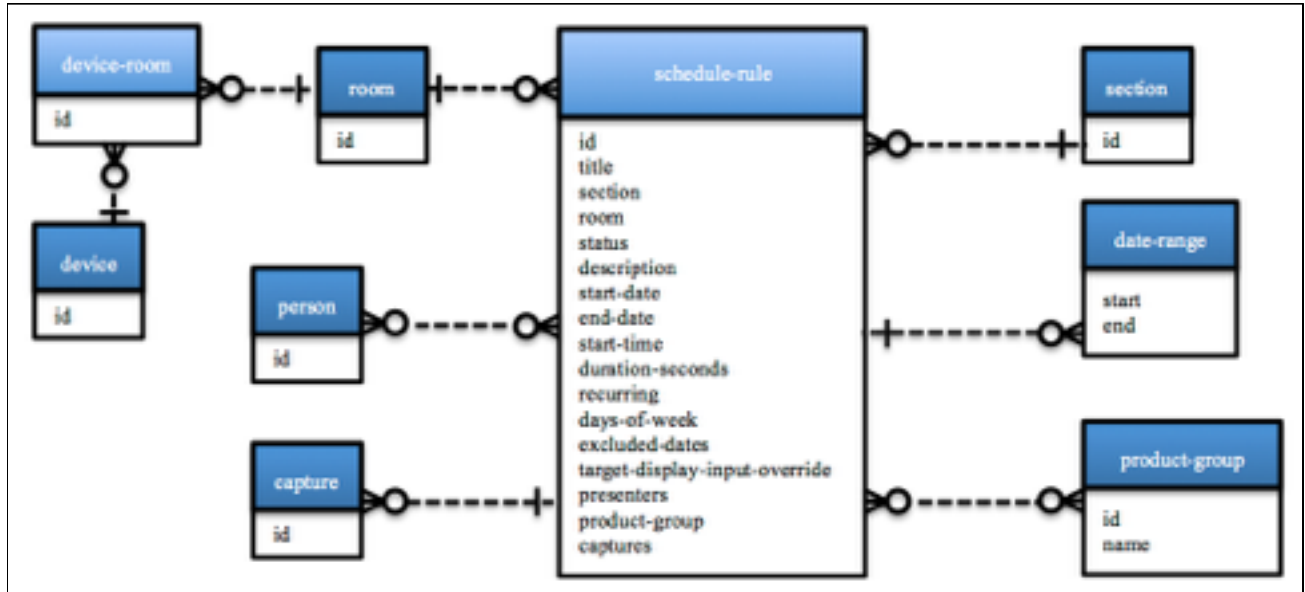 device-room
id
device
id
room
id
person
id
capture
id
schedule-rule
id
title
section
room
status
description
start-date
end-date
start-time
duration-seconds
recurring
days-of-week
excluded-dates
target-display-input-override
presenters
product-group
captures
section
id
date-range
start
end
product-group
id
name